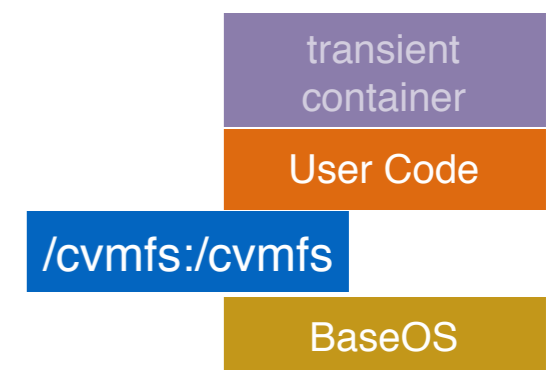 transient
container
User Code
/cvmfs:/cvmfs
BaseOS